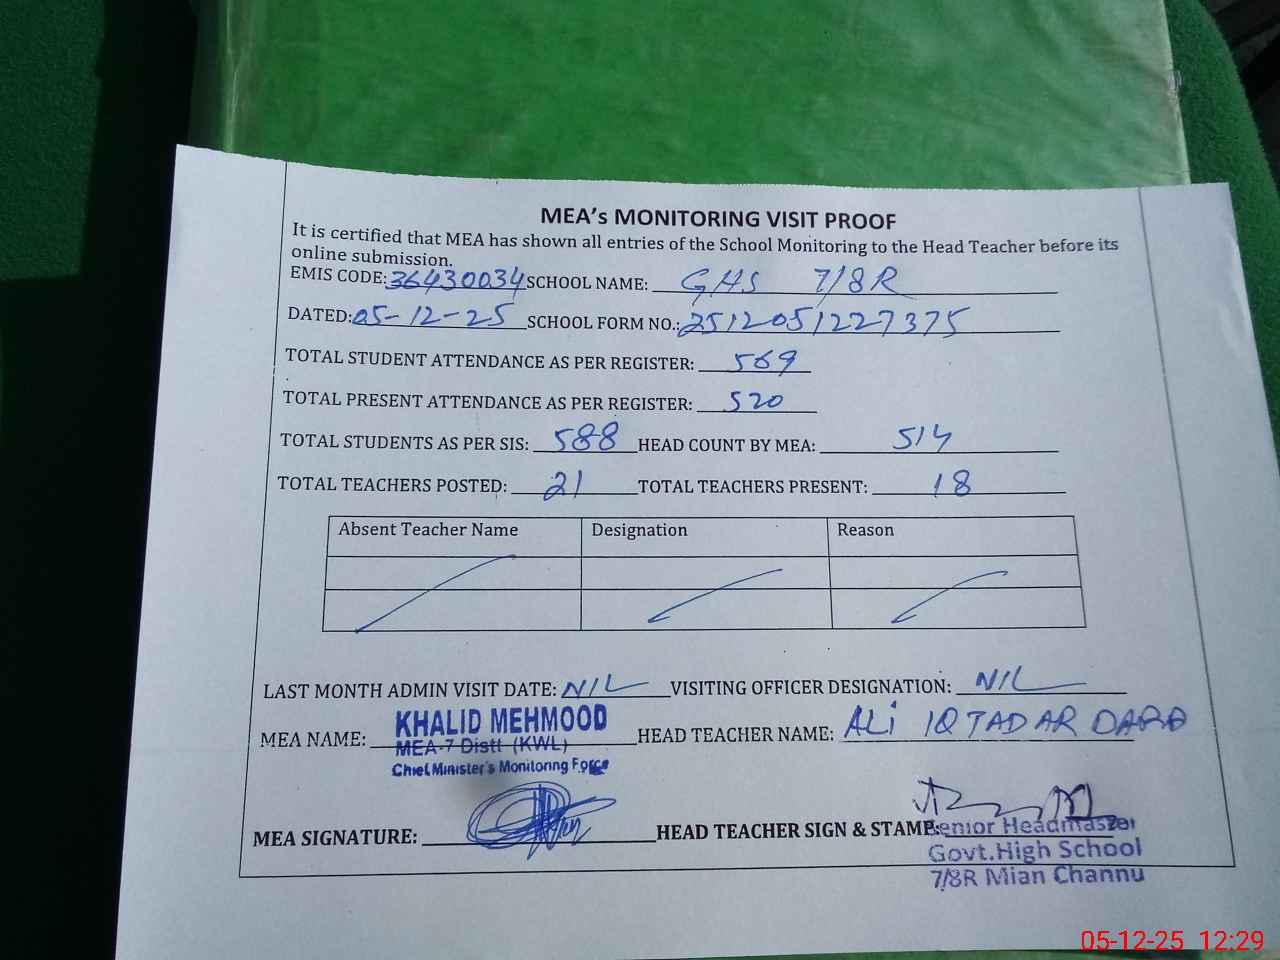 MEA's MONITORING VISIT PROOF
It is certified that MEA has shown all entries of the School Monitoring to the Head Teacher before its
online submission.
EMIS CODE: 36430034 SCHOOL NAME: GHS 7/8R
DATED: 05-12-25 SCHOOL FORM NO.: 2512051227375
TOTAL STUDENT ATTENDANCE AS PER REGISTER: 569
TOTAL PRESENT ATTENDANCE AS PER REGISTER: 520
TOTAL STUDENTS AS PER SIS: 588 HEAD COUNT BY MEA: 514
TOTAL TEACHERS POSTED: 21 TOTAL TEACHERS PRESENT: 18
Absent Teacher Name Designation Reason
LAST MONTH ADMIN VISIT DATE: NIL VISITING OFFICER DESIGNATION: NIL
MEA NAME: KHALID MEHMOOD HEAD TEACHER NAME: ALI IQTADAR DARA
MEA-7 Distt (KWL)
Chief Minister's Monitoring Force
MEA SIGNATURE: HEAD TEACHER SIGN & STAMP:
Senior Headmaster
Govt.High School
7/8R Mian Channu
05-12-25 12:29